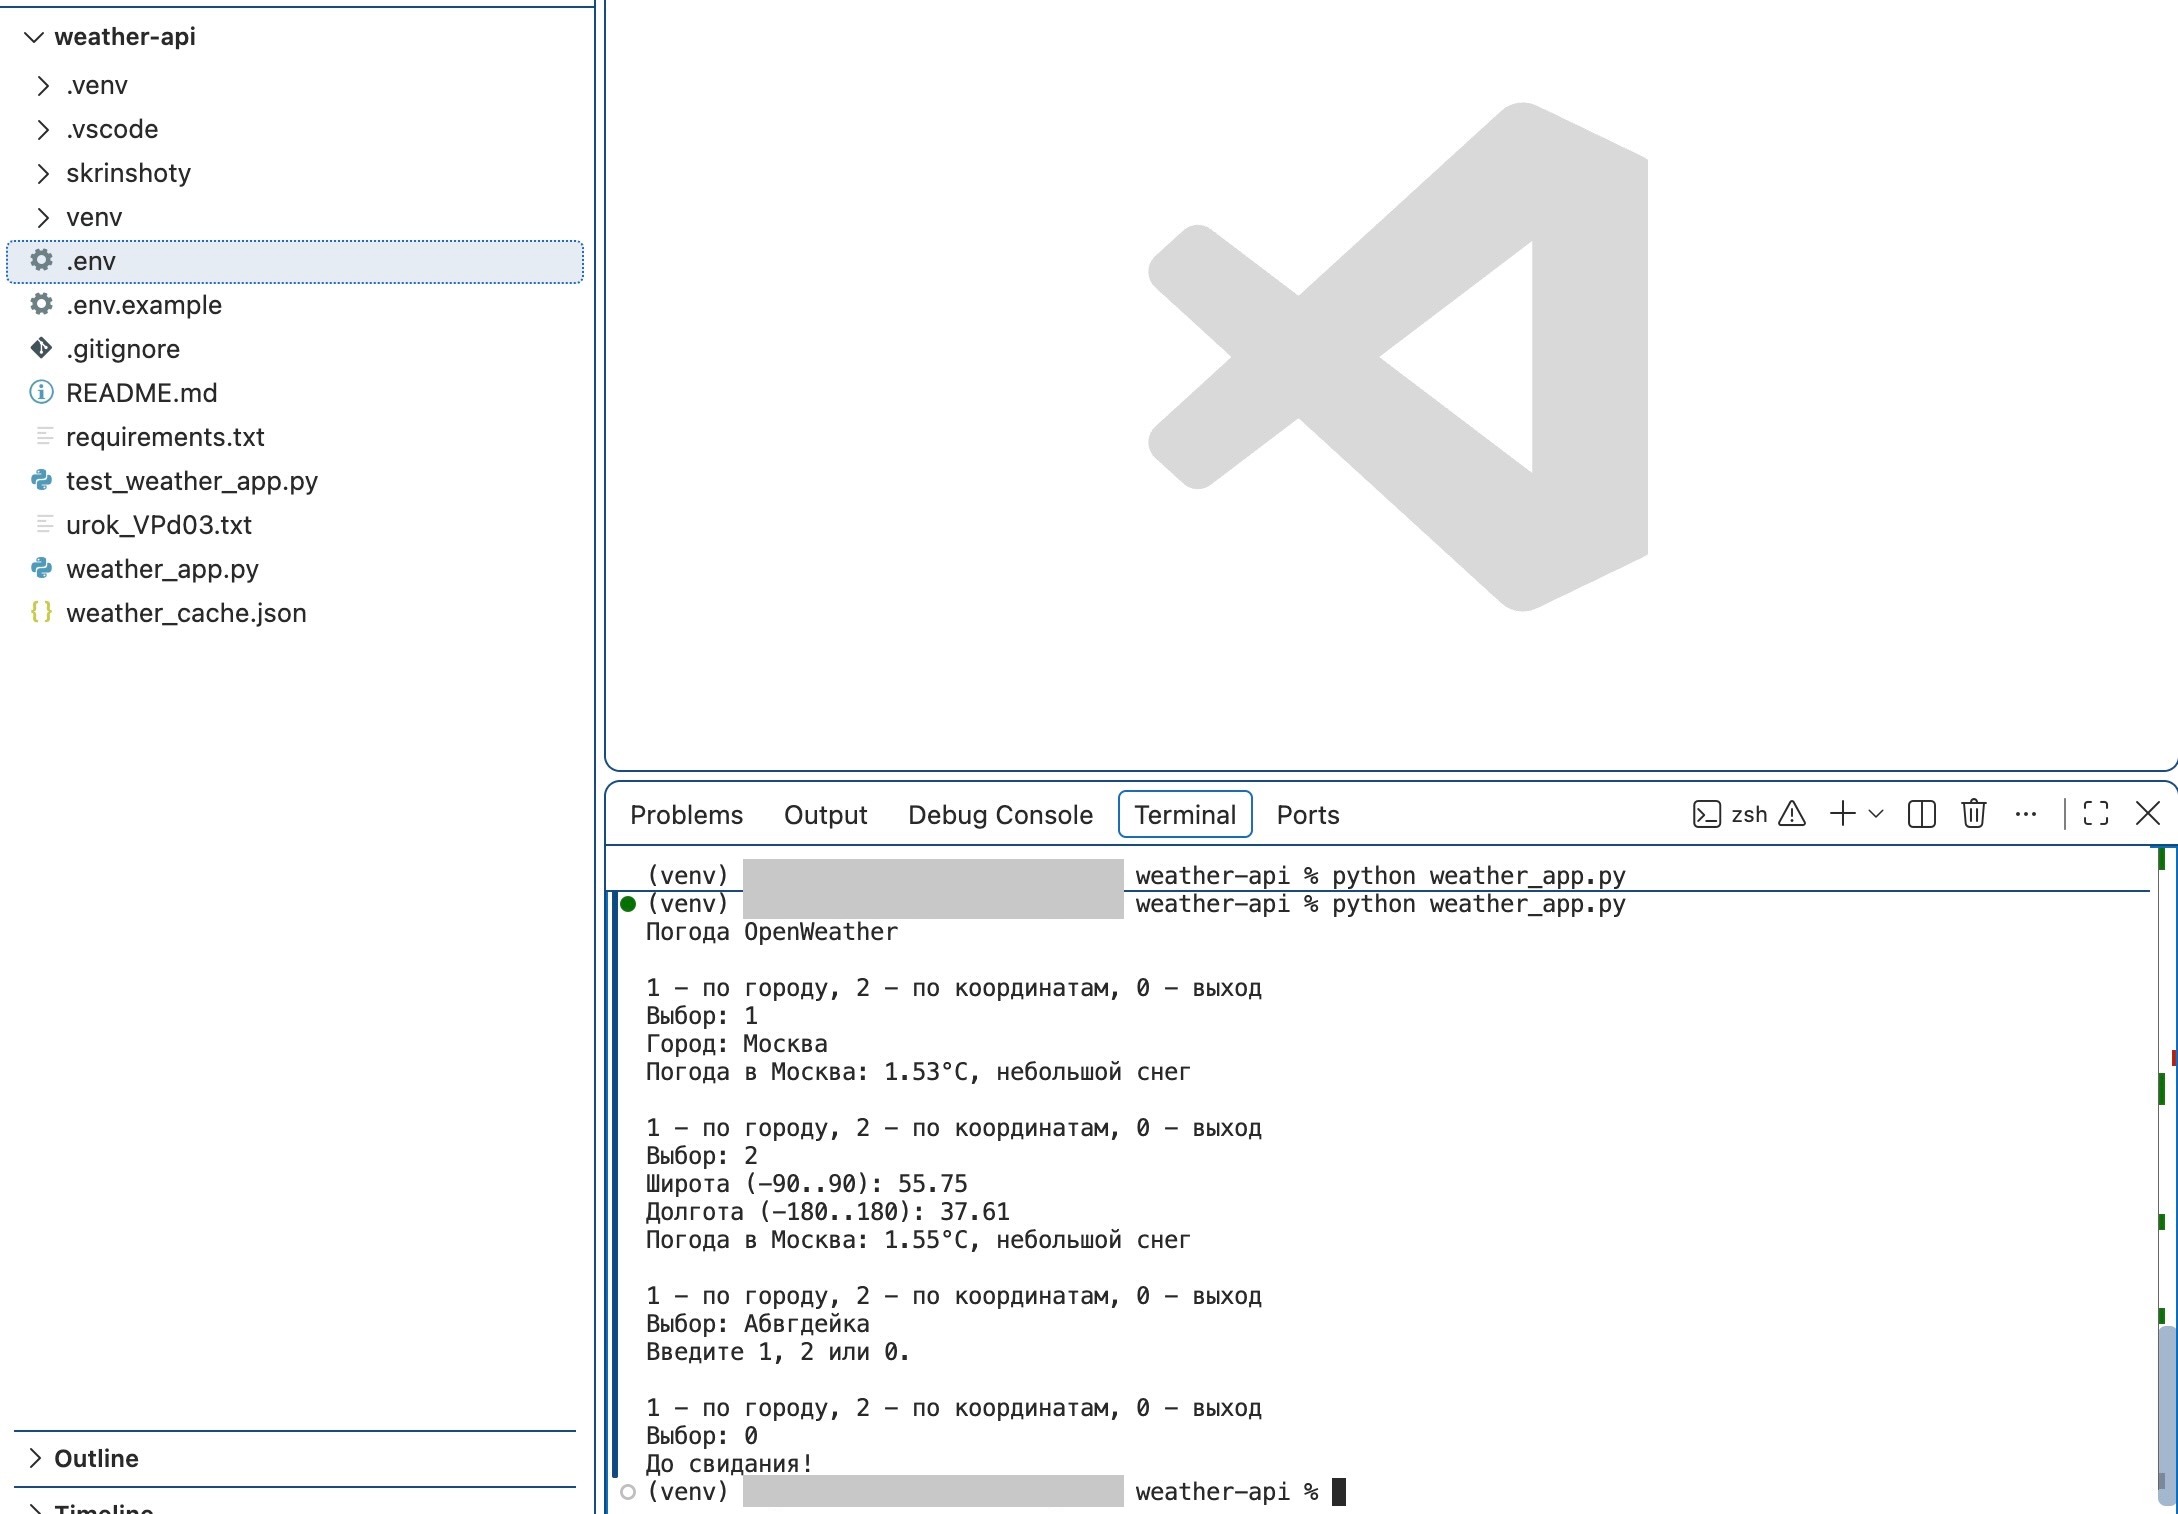 weather-api
.venv
.vscode
skrinshoty
venv
.env
.env.example
.gitignore
README.md
requirements.txt
test_weather_app.py
urok_VPd03.txt
weather_app.py
weather_cache.json
Outline
Timeline
Problems Output Debug Console Terminal Ports zsh
(venv) weather-api % python weather_app.py
(venv) weather-api % python weather_app.py
Погода OpenWeather
1 - по городу, 2 - по координатам, 0 - выход
Выбор: 1
Город: Москва
Погода в Москва: 1.53°C, небольшой снег
1 - по городу, 2 - по координатам, 0 - выход
Выбор: 2
Широта (-90..90): 55.75
Долгота (-180..180): 37.61
Погода в Москва: 1.55°C, небольшой снег
1 - по городу, 2 - по координатам, 0 - выход
Выбор: Абвгдейка
Введите 1, 2 или 0.
1 - по городу, 2 - по координатам, 0 - выход
Выбор: 0
До свидания!
(venv) weather-api %